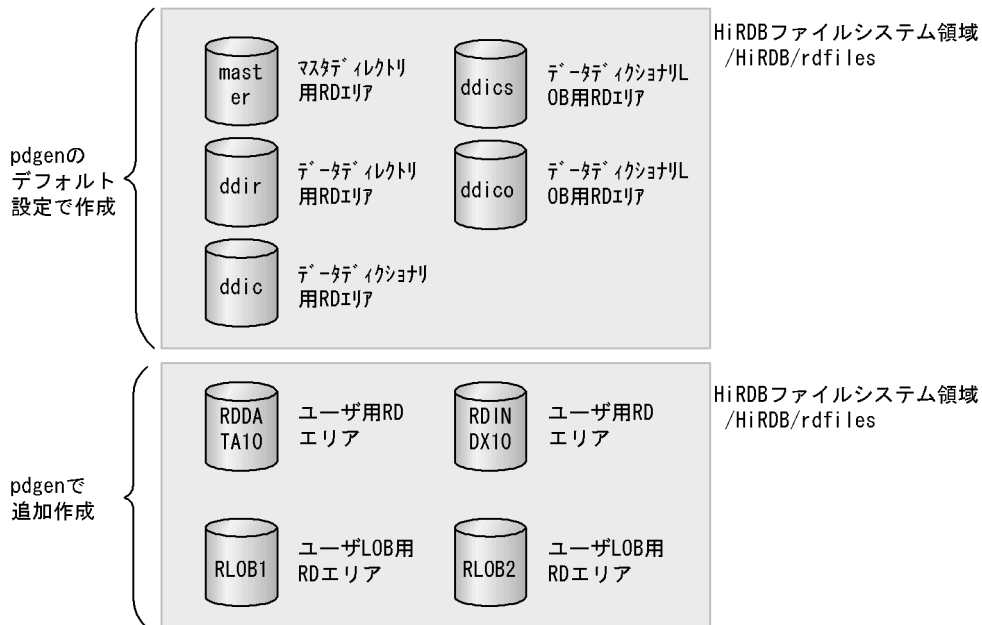 HiRDBファイルシステム領域
/HiRDB/rdfiles
pdgenの
デフォルト
設定で作成
mast
er
ﾏｽﾀﾃﾞｨﾚｸﾄﾘ
用RDｴﾘｱ
ddics
ﾃﾞｰﾀﾃﾞｨｸｼｮﾅﾘL
OB用RDｴﾘｱ
ddir
ﾃﾞｰﾀﾃﾞｨﾚｸﾄﾘ
用RDｴﾘｱ
ddico
ﾃﾞｰﾀﾃﾞｨｸｼｮﾅﾘL
OB用RDｴﾘｱ
ddic
ﾃﾞｰﾀﾃﾞｨｸｼｮﾅﾘ
用RDｴﾘｱ
HiRDBファイルシステム領域
/HiRDB/rdfiles
pdgenで
追加作成
RDDA
TA10
ユーザ用RD
エリア
RDIN
DX10
ユーザ用RD
エリア
RLOB1
ユーザLOB用
RDエリア
RLOB2
ユーザLOB用
RDエリア